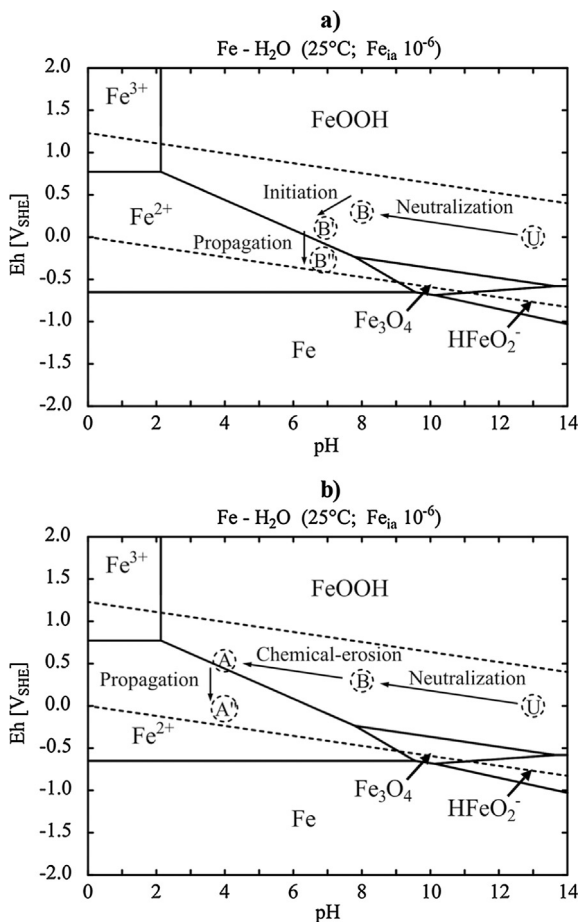 a)
Fe - H₂O (25°C; Feᵢₐ 10⁻⁶)
Eh [V_SHE]
2.0
1.5
1.0
0.5
0.0
-0.5
-1.0
-1.5
-2.0
Fe³⁺
FeOOH
Initiation
B
Neutralization
U
Fe²⁺
B'
Propagation
B"
Fe₃O₄
HFeO₂⁻
Fe
0 2 4 6 8 10 12 14
pH
b)
Fe - H₂O (25°C; Feᵢₐ 10⁻⁶)
Eh [V_SHE]
2.0
1.5
1.0
0.5
0.0
-0.5
-1.0
-1.5
-2.0
Fe³⁺
FeOOH
A
Chemical-erosion
B
Neutralization
U
Propagation
A"
Fe²⁺
Fe₃O₄
HFeO₂⁻
Fe
0 2 4 6 8 10 12 14
pH